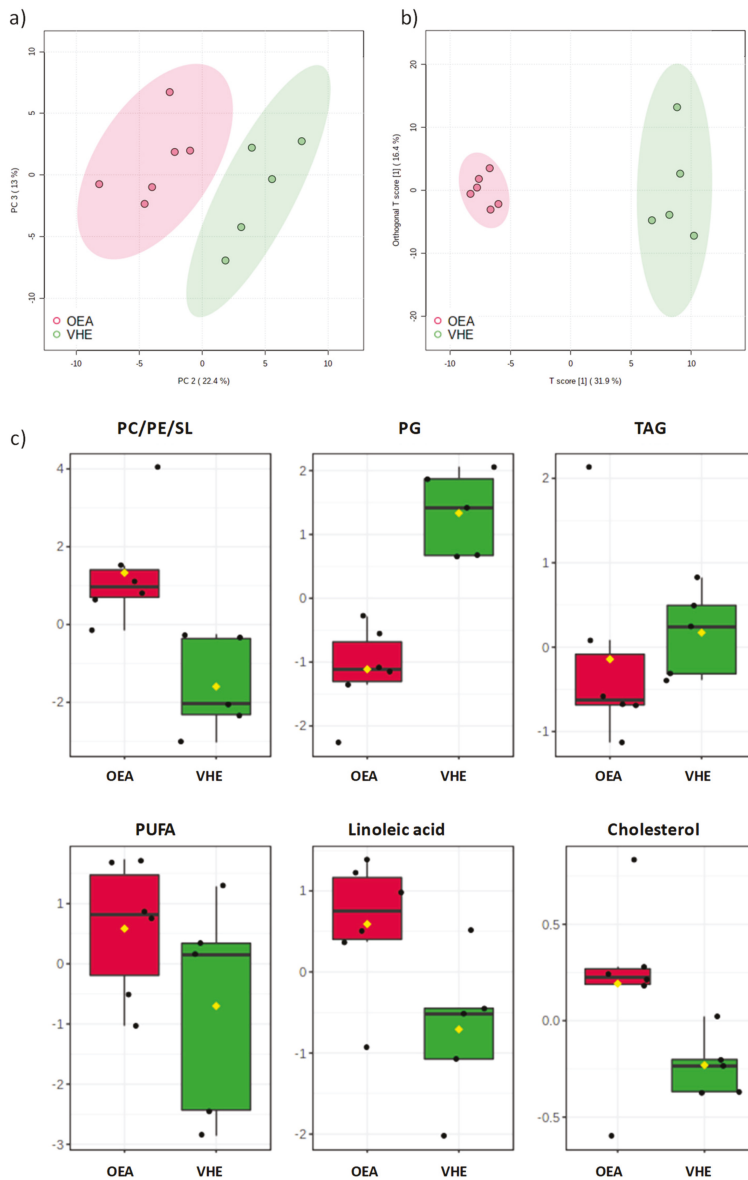 a)
10
5
0
-5
-10
PC 3 ( 13 %)
OEA
VHE
-10
-5
0
5
10
PC 2 ( 22.4 %)
b)
20
10
0
-10
-20
Orthogonal T score [1] ( 16.4 %)
OEA
VHE
-10
-5
0
5
10
T score [1] ( 31.9 %)
c)
PC/PE/SL
4
2
0
-2
OEA
VHE
PG
2
1
0
-1
-2
OEA
VHE
TAG
2
1
0
-1
OEA
VHE
PUFA
1
0
-1
-2
-3
OEA
VHE
Linoleic acid
1
0
-1
-2
OEA
VHE
Cholesterol
0.5
0.0
-0.5
OEA
VHE